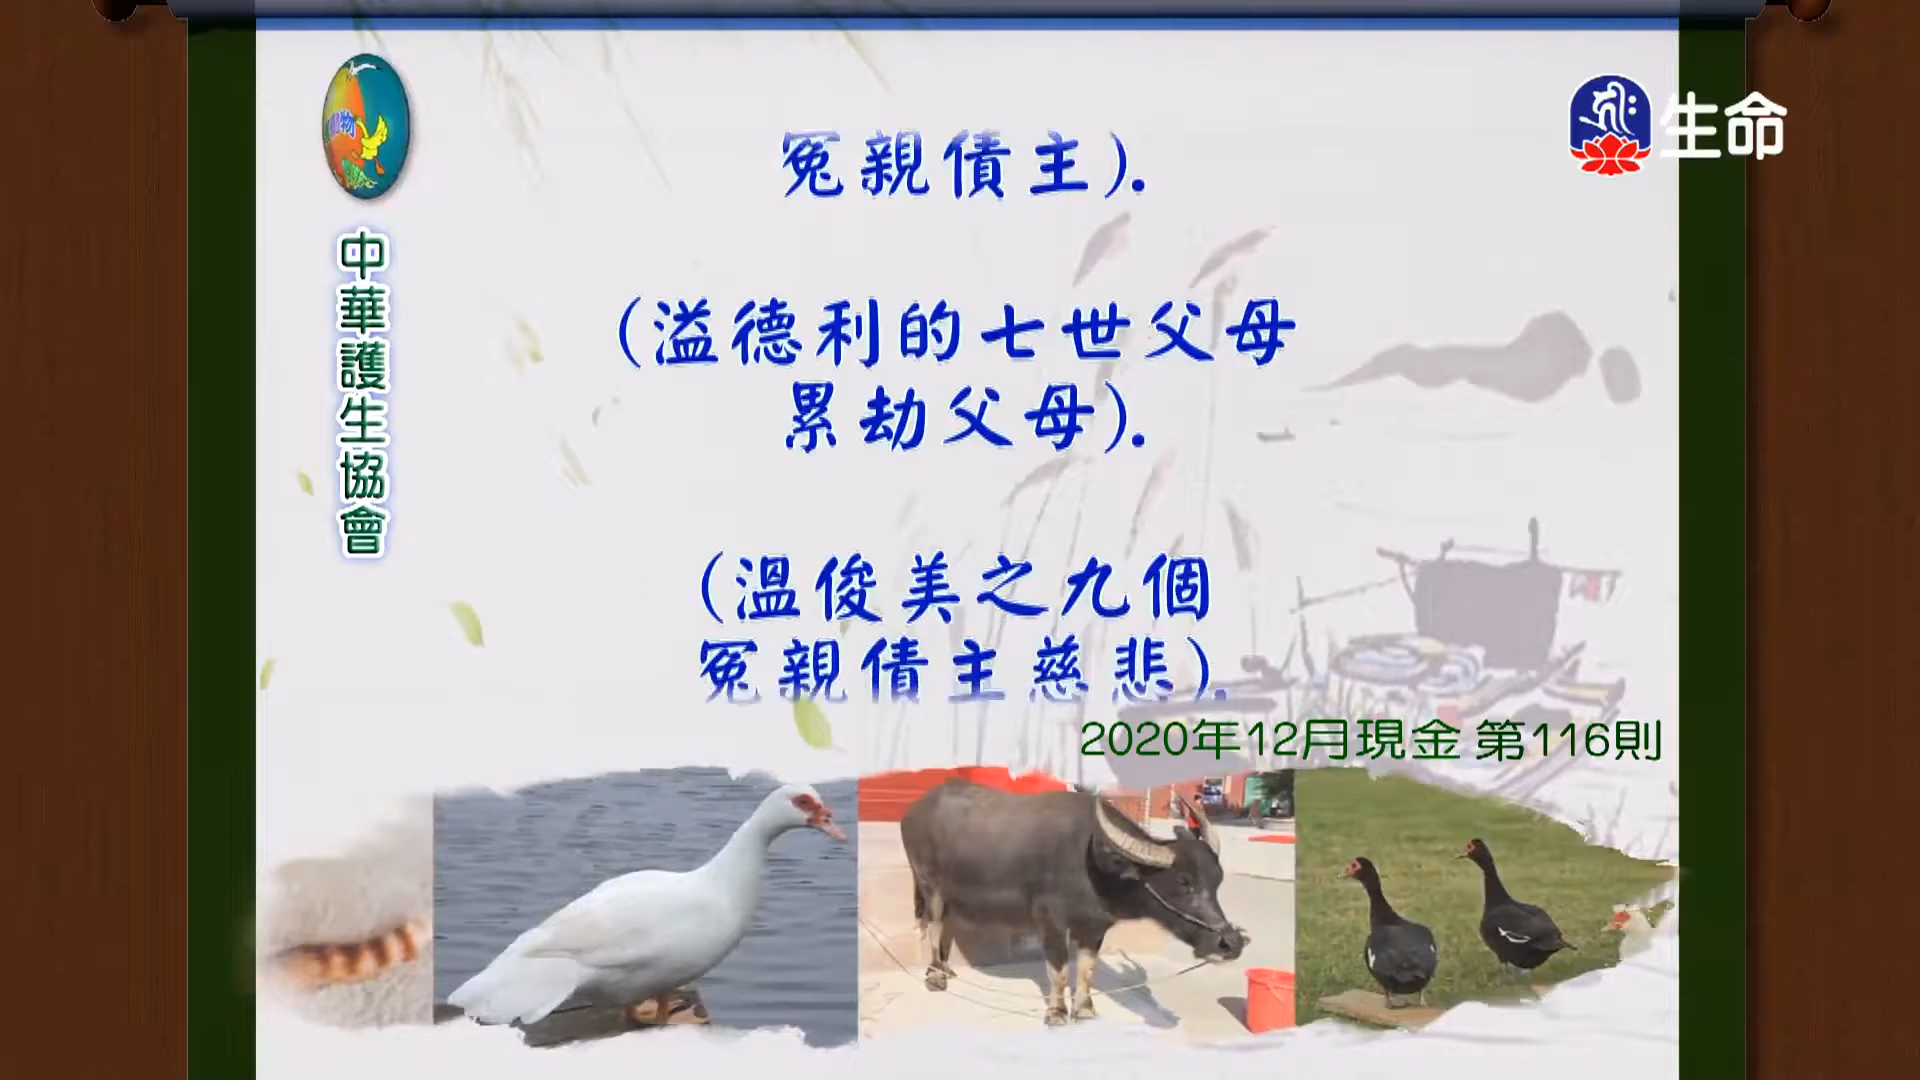 冤親債主).
(溢德利的七世父母
累劫父母).
(溫俊美之九個
冤親債主慈悲).
2020年12月現金 第116則
中華護生協會
生命